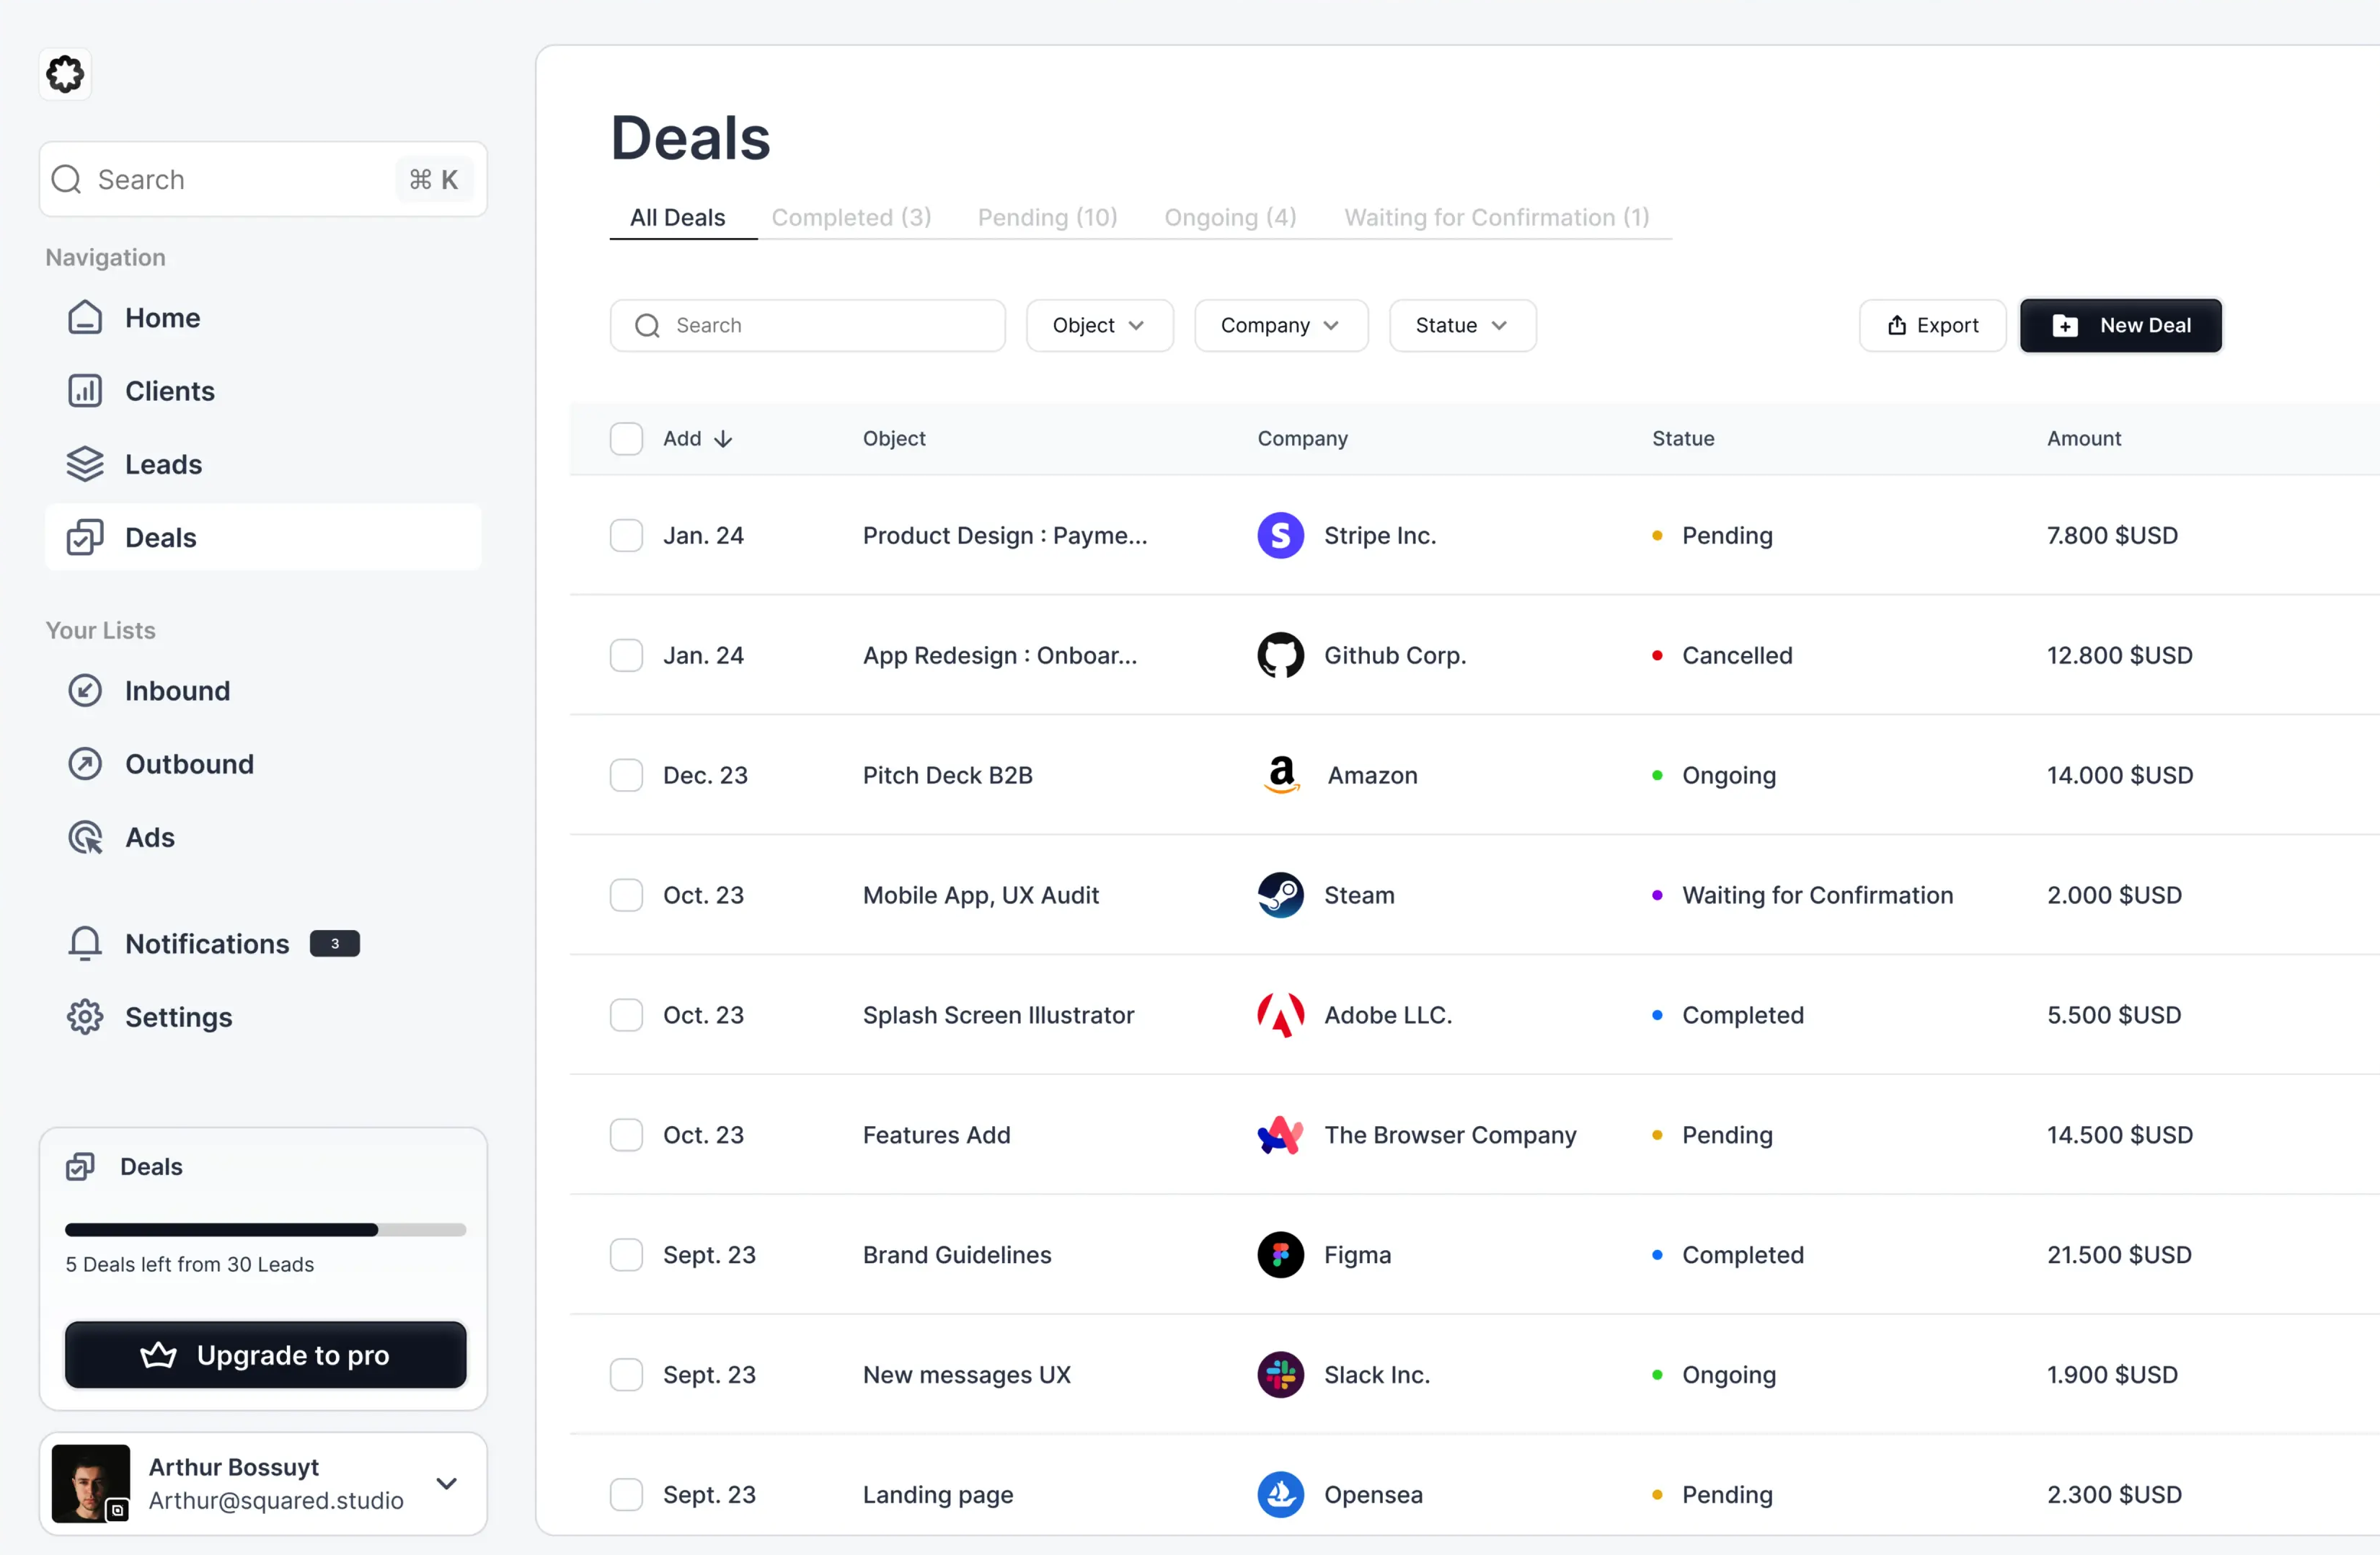 Search ⌘ K
Navigation
Home
Clients
Leads
Deals
Your Lists
Inbound
Outbound
Ads
Notifications 3
Settings
Deals
5 Deals left from 30 Leads
Upgrade to pro
Arthur Bossuyt
Arthur@squared.studio
Deals
All Deals Completed (3) Pending (10) Ongoing (4) Waiting for Confirmation (1)
Search Object Company Statue Export New Deal
Add Object Company Statue Amount
Jan. 24 Product Design : Payme... Stripe Inc. Pending 7.800 $USD
Jan. 24 App Redesign : Onboar... Github Corp. Cancelled 12.800 $USD
Dec. 23 Pitch Deck B2B Amazon Ongoing 14.000 $USD
Oct. 23 Mobile App, UX Audit Steam Waiting for Confirmation 2.000 $USD
Oct. 23 Splash Screen Illustrator Adobe LLC. Completed 5.500 $USD
Oct. 23 Features Add The Browser Company Pending 14.500 $USD
Sept. 23 Brand Guidelines Figma Completed 21.500 $USD
Sept. 23 New messages UX Slack Inc. Ongoing 1.900 $USD
Sept. 23 Landing page Opensea Pending 2.300 $USD